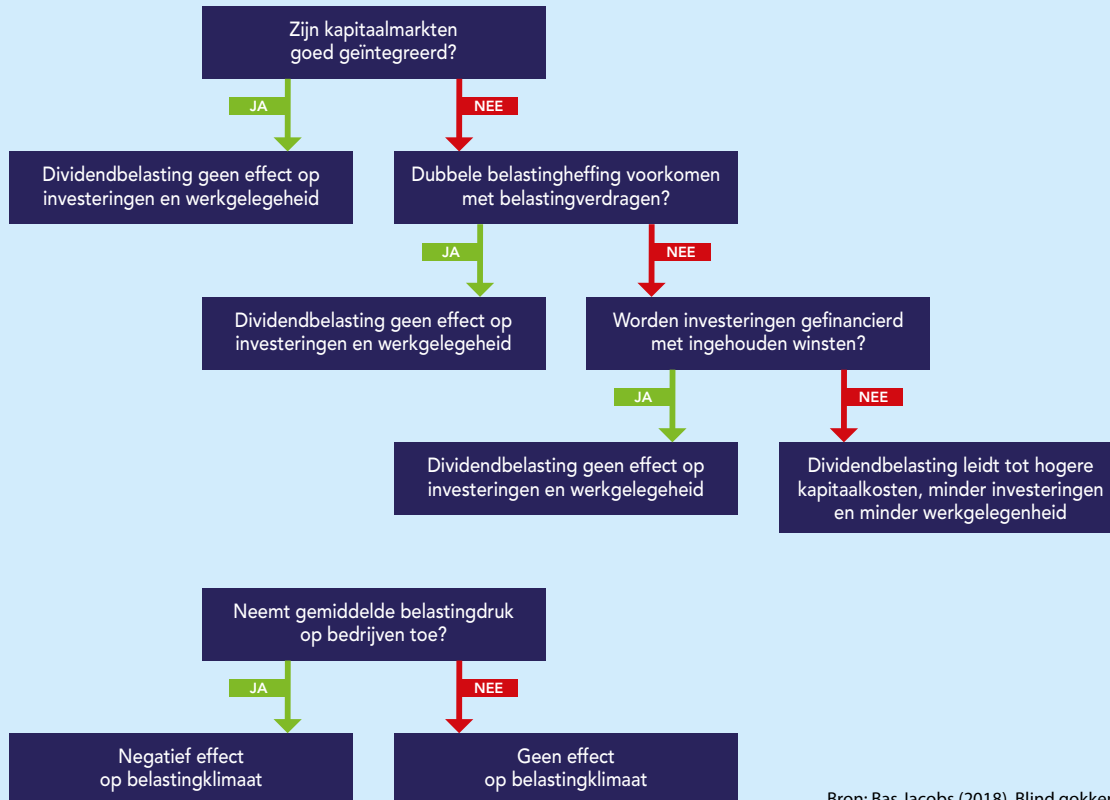 Zijn kapitaalmarkten
goed geïntegreerd?
JA
NEE
Dividendbelasting geen effect op
investeringen en werkgelegeheid
Dubbele belastingheffing voorkomen
met belastingverdragen?
JA
NEE
Dividendbelasting geen effect op
investeringen en werkgelegeheid
Worden investeringen gefinancierd
met ingehouden winsten?
JA
NEE
Dividendbelasting geen effect op
investeringen en werkgelegeheid
Dividendbelasting leidt tot hogere
kapitaalkosten, minder investeringen
en minder werkgelegenheid
Neemt gemiddelde belastingdruk
op bedrijven toe?
JA
NEE
Negatief effect
op belastingklimaat
Geen effect
op belastingklimaat
Bron: Bas Jacobs (2018), Blind gokken